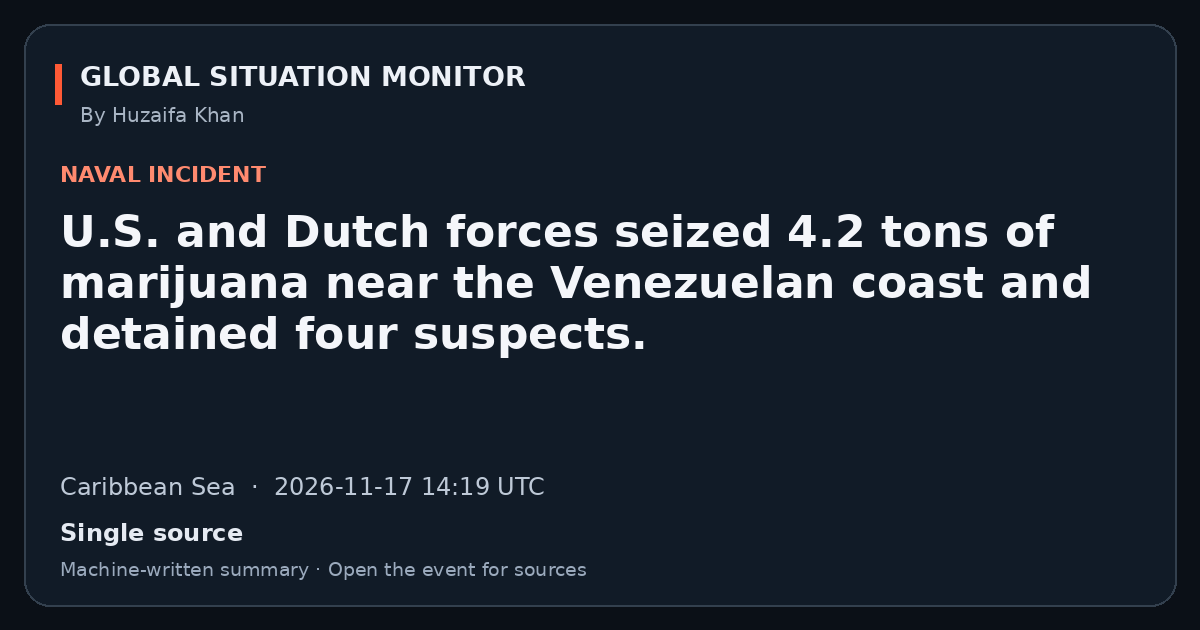 GLOBAL SITUATION MONITOR
By Huzaifa Khan
NAVAL INCIDENT
U.S. and Dutch forces seized 4.2 tons of
marijuana near the Venezuelan coast and
detained four suspects.
Caribbean Sea · 2026-11-17 14:19 UTC
Single source
Machine-written summary · Open the event for sources